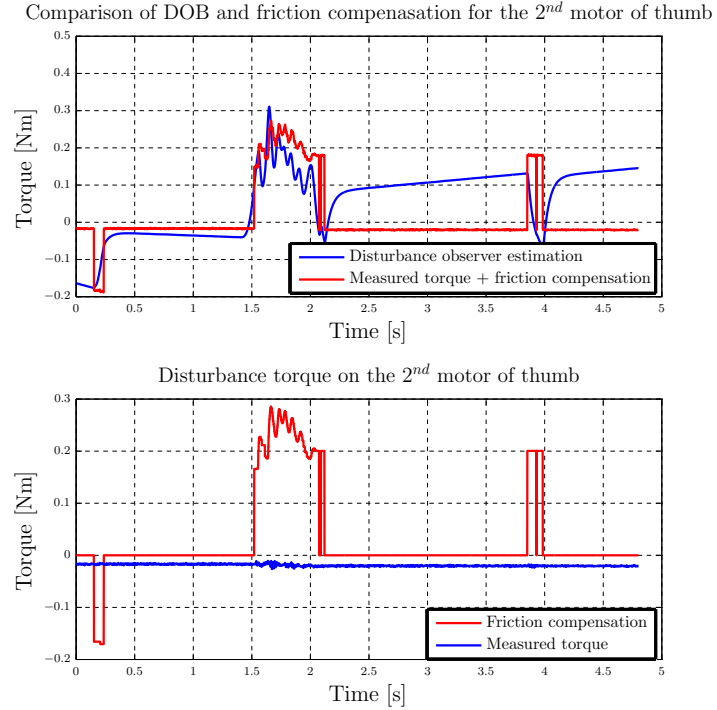 Comparison of DOB and friction compenasation for the 2nd motor of thumb
Torque [Nm]
0.5
0.4
0.3
0.2
0.1
0
-0.1
-0.2
Disturbance observer estimation
Measured torque + friction compensation
0 0.5 1 1.5 2 2.5 3 3.5 4 4.5 5
Time [s]
Disturbance torque on the 2nd motor of thumb
Torque [Nm]
0.3
0.2
0.1
0
-0.1
-0.2
Friction compensation
Measured torque
0 0.5 1 1.5 2 2.5 3 3.5 4 4.5 5
Time [s]